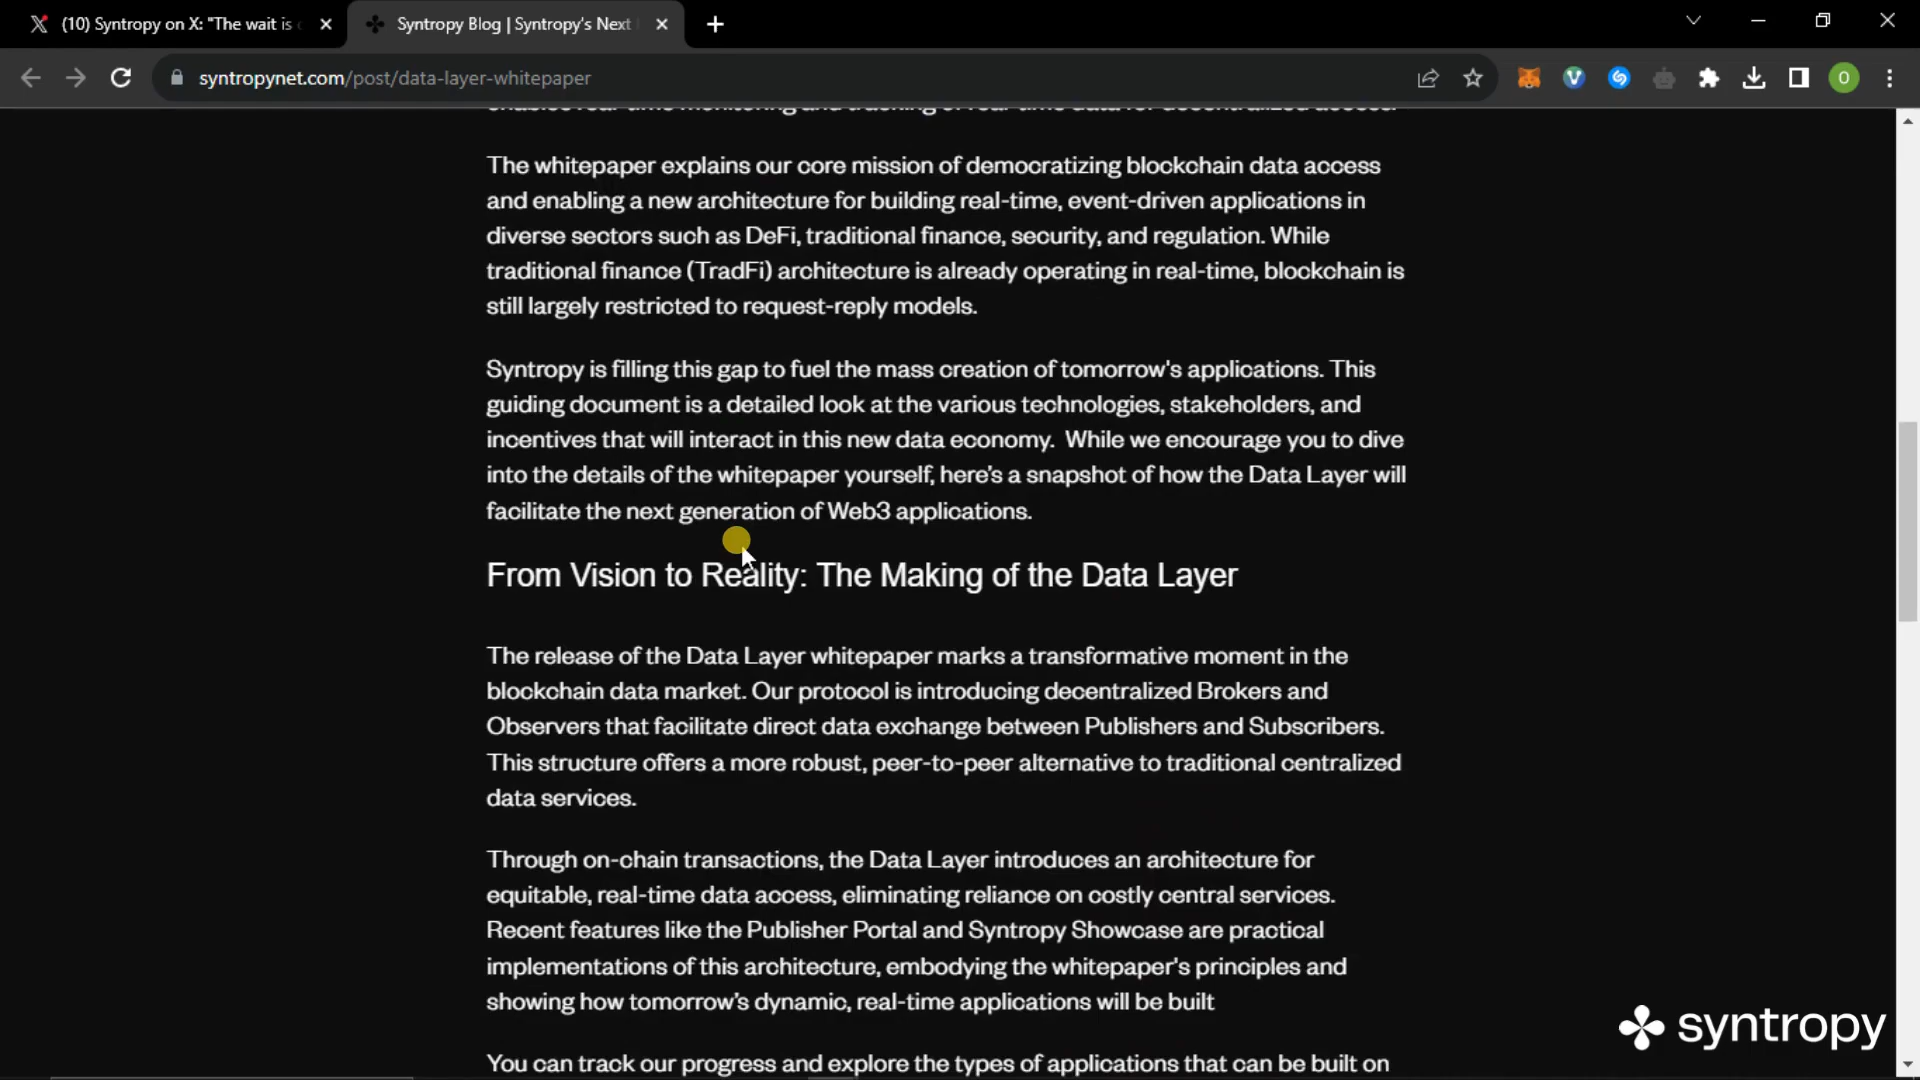 (10) Syntropy on X: "The wait is
Syntropy Blog | Syntropy's Next
syntropynet.com/post/data-layer-whitepaper
O
The whitepaper explains our core mission of democratizing blockchain data access
and enabling a new architecture for building real-time, event-driven applications in
diverse sectors such as DeFi, traditional finance, security, and regulation. While
traditional finance (TradFi) architecture is already operating in real-time, blockchain is
still largely restricted to request-reply models.
Syntropy is filling this gap to fuel the mass creation of tomorrow's applications. This
guiding document is a detailed look at the various technologies, stakeholders, and
incentives that will interact in this new data economy.  While we encourage you to dive
into the details of the whitepaper yourself, here's a snapshot of how the Data Layer will
facilitate the next generation of Web3 applications.
From Vision to Reality: The Making of the Data Layer
The release of the Data Layer whitepaper marks a transformative moment in the
blockchain data market. Our protocol is introducing decentralized Brokers and
Observers that facilitate direct data exchange between Publishers and Subscribers.
This structure offers a more robust, peer-to-peer alternative to traditional centralized
data services.
Through on-chain transactions, the Data Layer introduces an architecture for
equitable, real-time data access, eliminating reliance on costly central services.
Recent features like the Publisher Portal and Syntropy Showcase are practical
implementations of this architecture, embodying the whitepaper's principles and
showing how tomorrow's dynamic, real-time applications will be built
You can track our progress and explore the types of applications that can be built on
syntropy